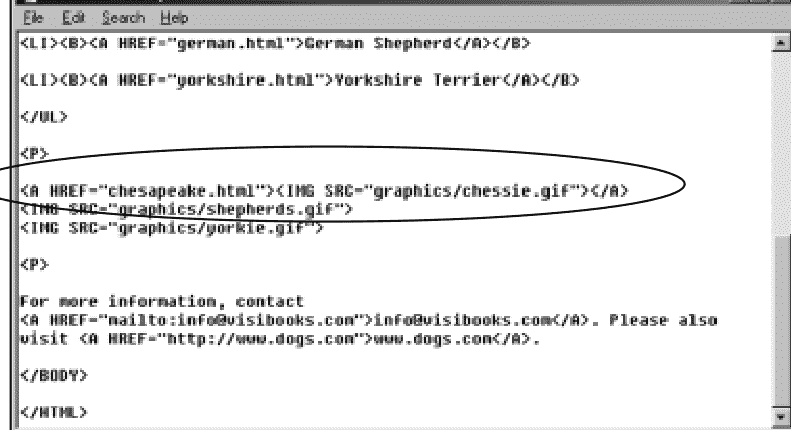 File Edit Search Help
<LI><B><A HREF="german.html">German Shepherd</A></B>
<LI><B><A HREF="yorkshire.html">Yorkshire Terrier</A></B>
</UL>
<P>
<A HREF="chesapeake.html"><IMG SRC="graphics/chessie.gif"></A>
<IMG SRC="graphics/shepherds.gif">
<IMG SRC="graphics/yorkie.gif">
<P>
For more information, contact
<A HREF="mailto:info@visibooks.com">info@visibooks.com</A>. Please also
visit <A HREF="http://www.dogs.com">www.dogs.com</A>.
</BODY>
</HTML>